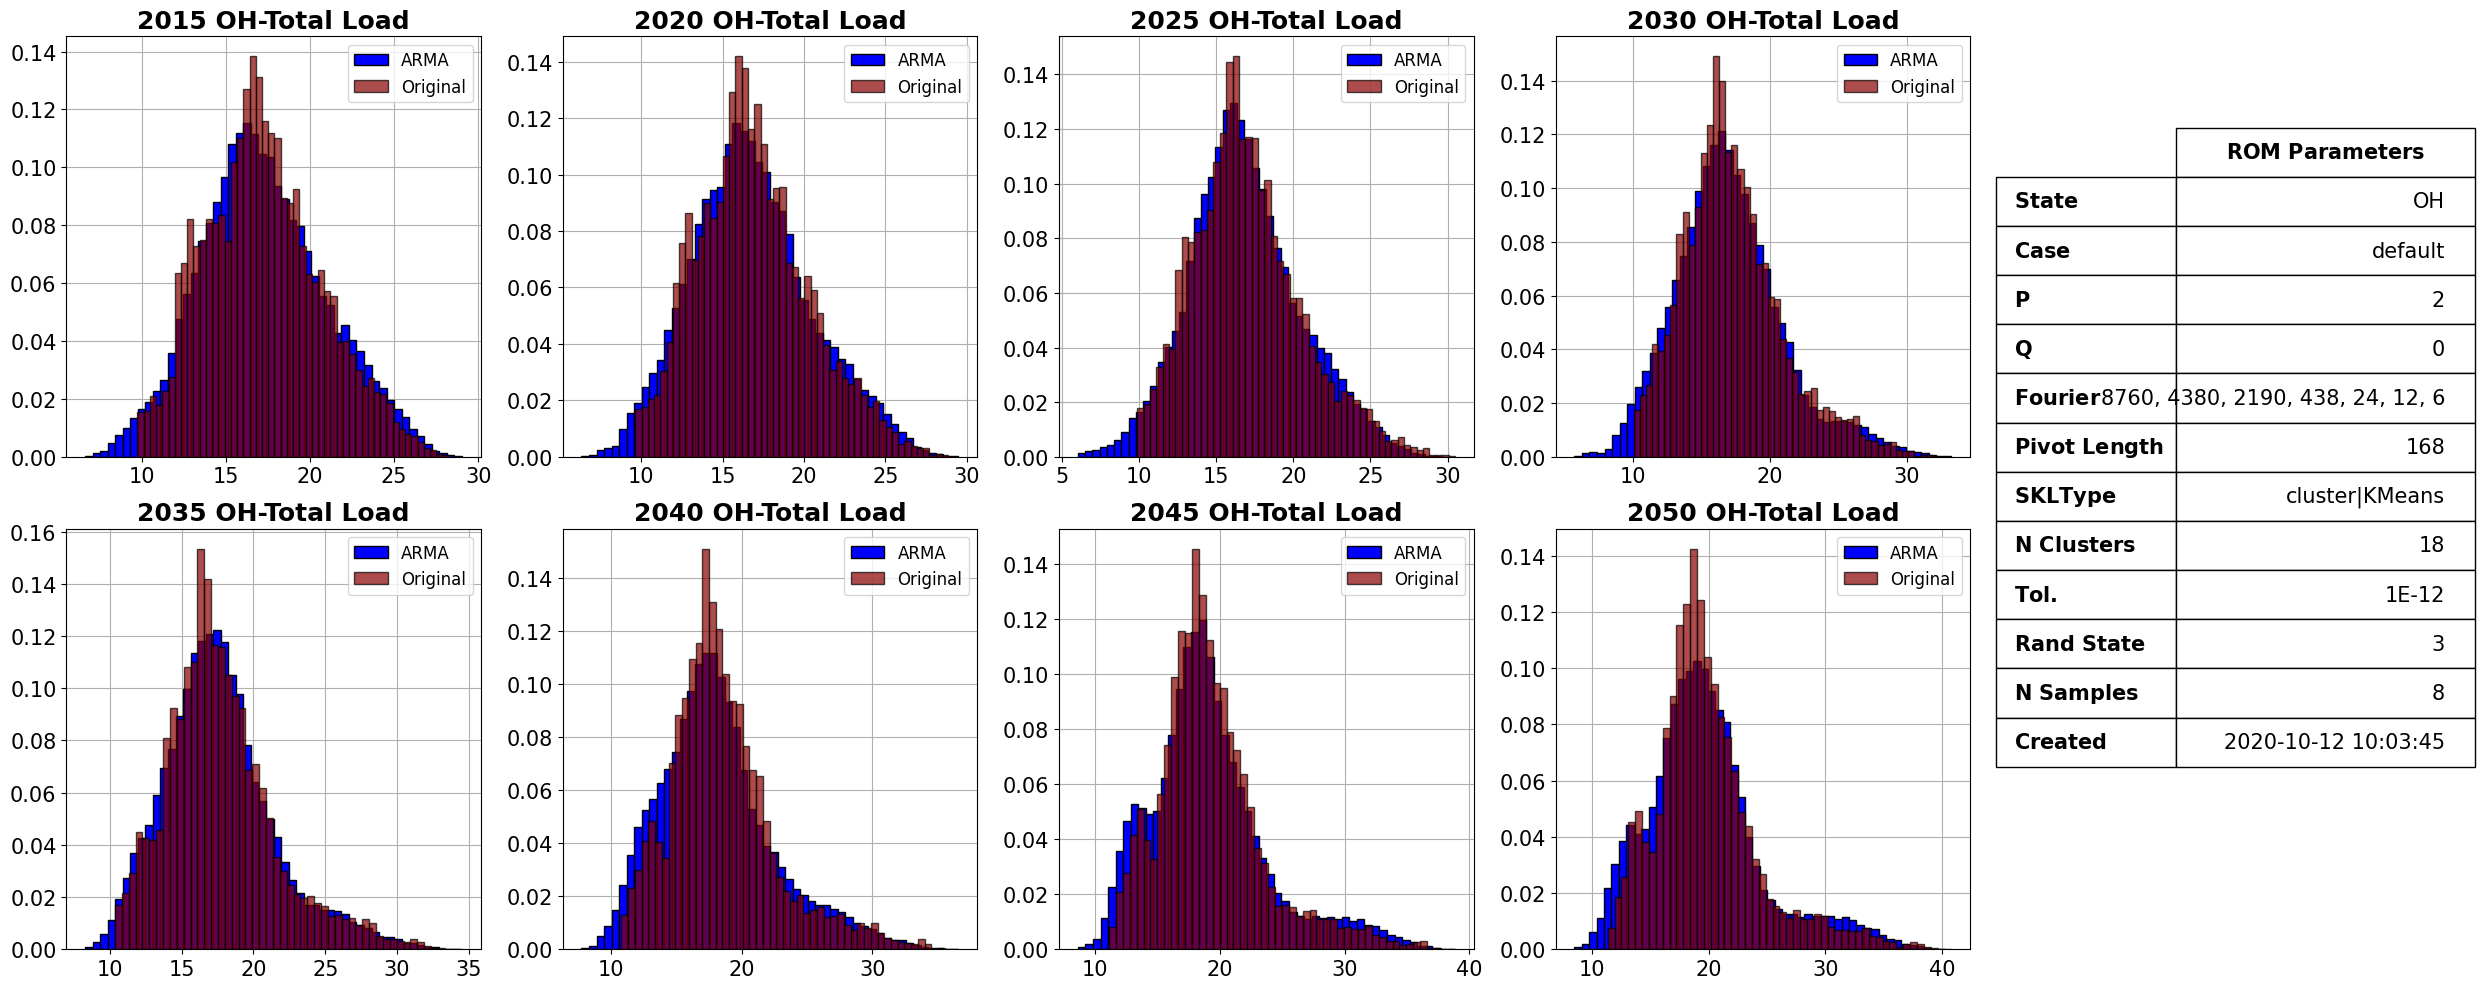 2015 OH-Total Load
0.14
0.12
0.10
0.08
0.06
0.04
0.02
0.00
10 15 20 25 30
ARMA
Original
2020 OH-Total Load
0.14
0.12
0.10
0.08
0.06
0.04
0.02
0.00
10 15 20 25 30
ARMA
Original
2025 OH-Total Load
0.14
0.12
0.10
0.08
0.06
0.04
0.02
0.00
5 10 15 20 25 30
ARMA
Original
2030 OH-Total Load
0.14
0.12
0.10
0.08
0.06
0.04
0.02
0.00
10 20 30
ARMA
Original
2035 OH-Total Load
0.16
0.14
0.12
0.10
0.08
0.06
0.04
0.02
0.00
10 15 20 25 30 35
ARMA
Original
2040 OH-Total Load
0.14
0.12
0.10
0.08
0.06
0.04
0.02
0.00
10 20 30
ARMA
Original
2045 OH-Total Load
0.14
0.12
0.10
0.08
0.06
0.04
0.02
0.00
10 20 30 40
ARMA
Original
2050 OH-Total Load
0.14
0.12
0.10
0.08
0.06
0.04
0.02
0.00
10 20 30 40
ARMA
Original
ROM Parameters
State OH
Case default
P 2
Q 0
Fourier 8760, 4380, 2190, 438, 24, 12, 6
Pivot Length 168
SKLType cluster|KMeans
N Clusters 18
Tol. 1E-12
Rand State 3
N Samples 8
Created 2020-10-12 10:03:45